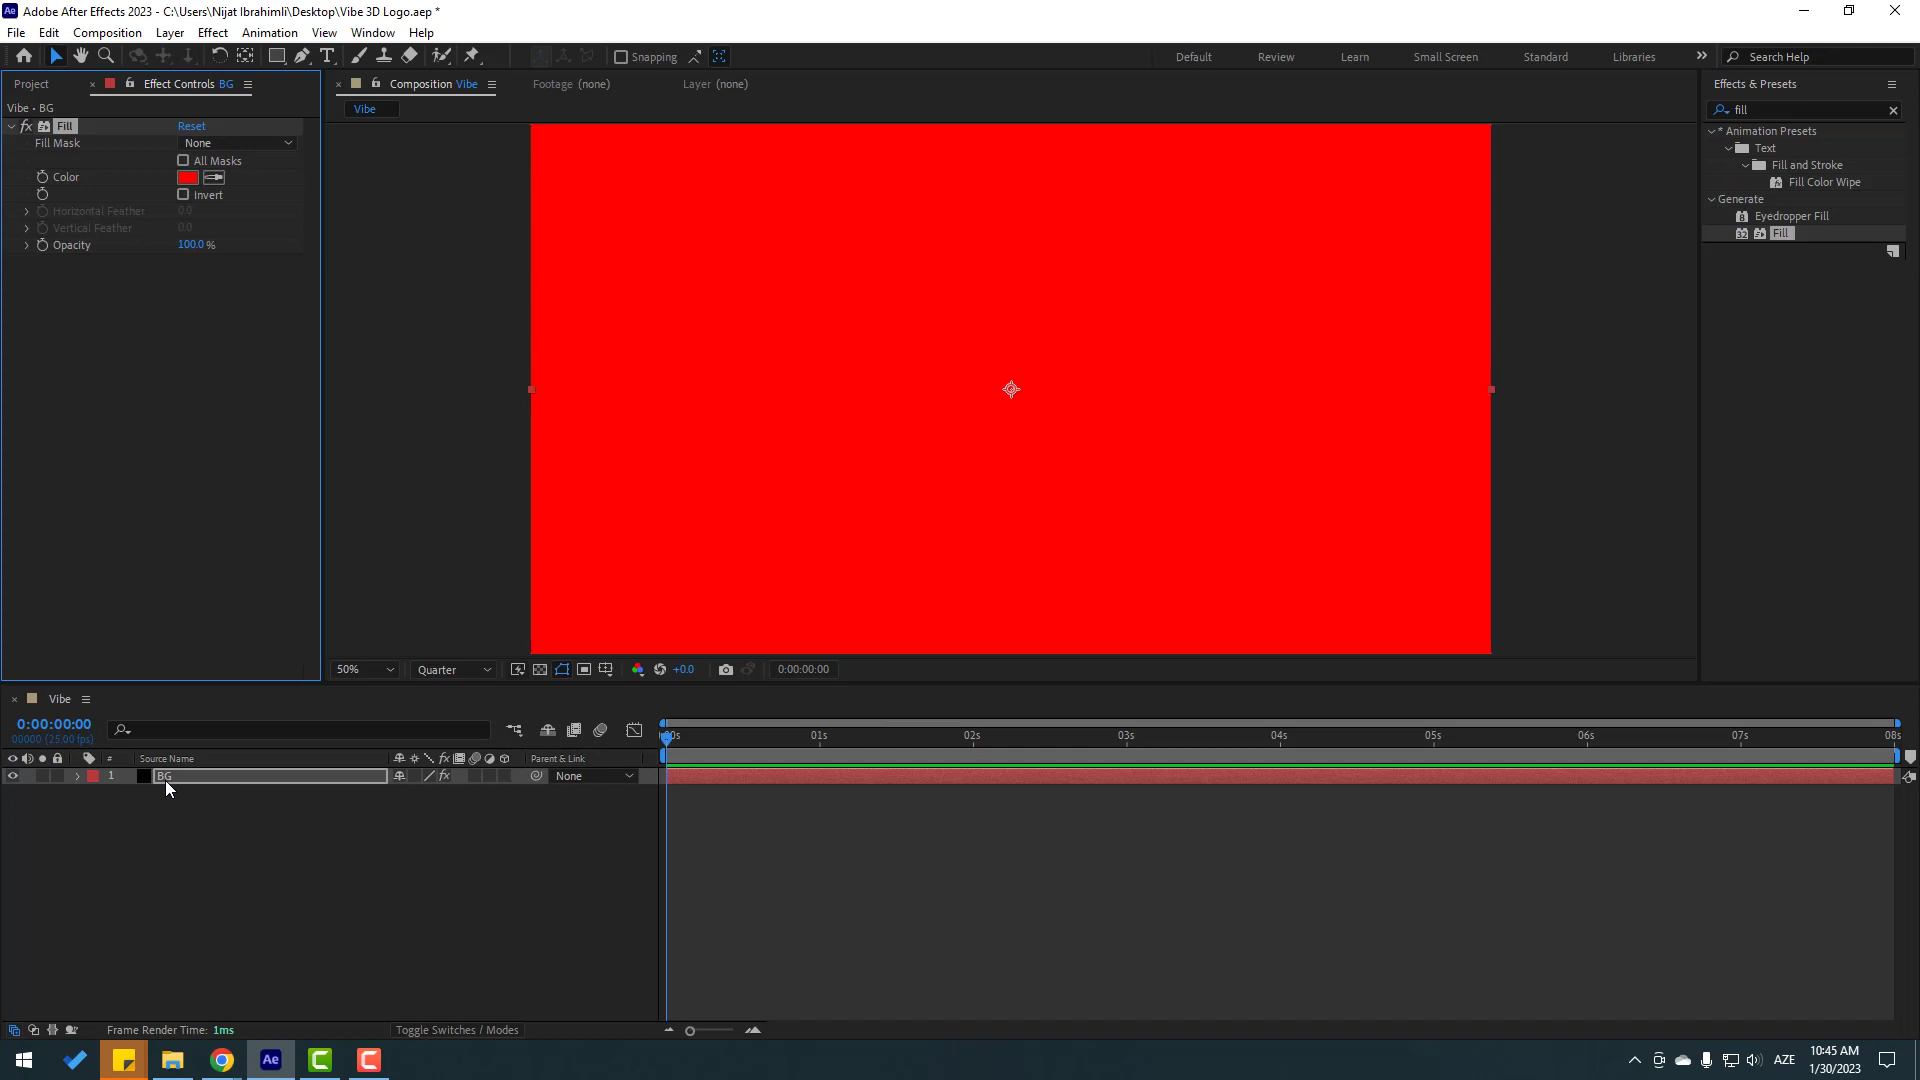 Adobe After Effects 2023 - C:\Users\Nijat Ibrahimli\Desktop\Vibe 3D Logo.aep *
File Edit Composition Layer Effect Animation View Window Help
Snapping Default Review Learn Small Screen Standard Libraries Search Help
Project Effect Controls BG Composition Vibe Footage (none) Layer (none) Effects & Presets
Vibe • BG Vibe fill
fx Fill Reset
Fill Mask None
All Masks
Color
Invert
Horizontal Feather 0.0
Vertical Feather 0.0
Opacity 100.0 %
* Animation Presets
Text
Fill and Stroke
Fill Color Wipe
Generate
8 Eyedropper Fill
32 Fill
50% Quarter +0.0 0:00:00:00
Vibe
0:00:00:00
00000 (25.00 fps)
:00s 01s 02s 03s 04s 05s 06s 07s 08s
# Source Name fx Parent & Link
1 BG fx None
Frame Render Time: 1ms Toggle Switches / Modes
Ae AZE 10:45 AM
1/30/2023